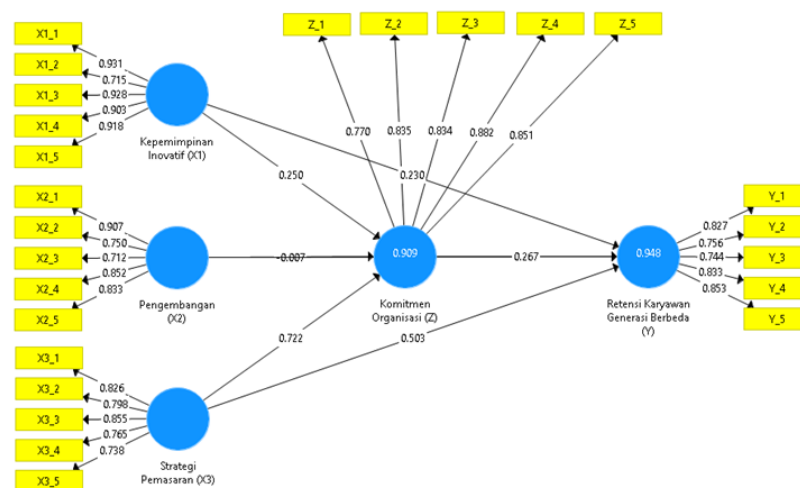 Z_1
Z_2
Z_3
Z_4
Z_5
X1_1
X1_2
X1_3
X1_4
X1_5
0.931
0.715
0.928
0.903
0.918
Kepemimpinan
Inovatif (X1)
0.770
0.835
0.834
0.882
0.851
0.250
0.230
X2_1
X2_2
X2_3
X2_4
X2_5
0.907
0.750
0.712
0.852
0.833
Pengembangan
(X2)
-0.007
0.909
Komitmen
Organisasi (Z)
0.267
0.948
Retensi Karyawan
Generasi Berbeda
(Y)
0.827
0.756
0.744
0.833
0.853
Y_1
Y_2
Y_3
Y_4
Y_5
0.722
0.503
X3_1
X3_2
X3_3
X3_4
X3_5
0.826
0.798
0.855
0.765
0.738
Strategi
Pemasaran (X3)